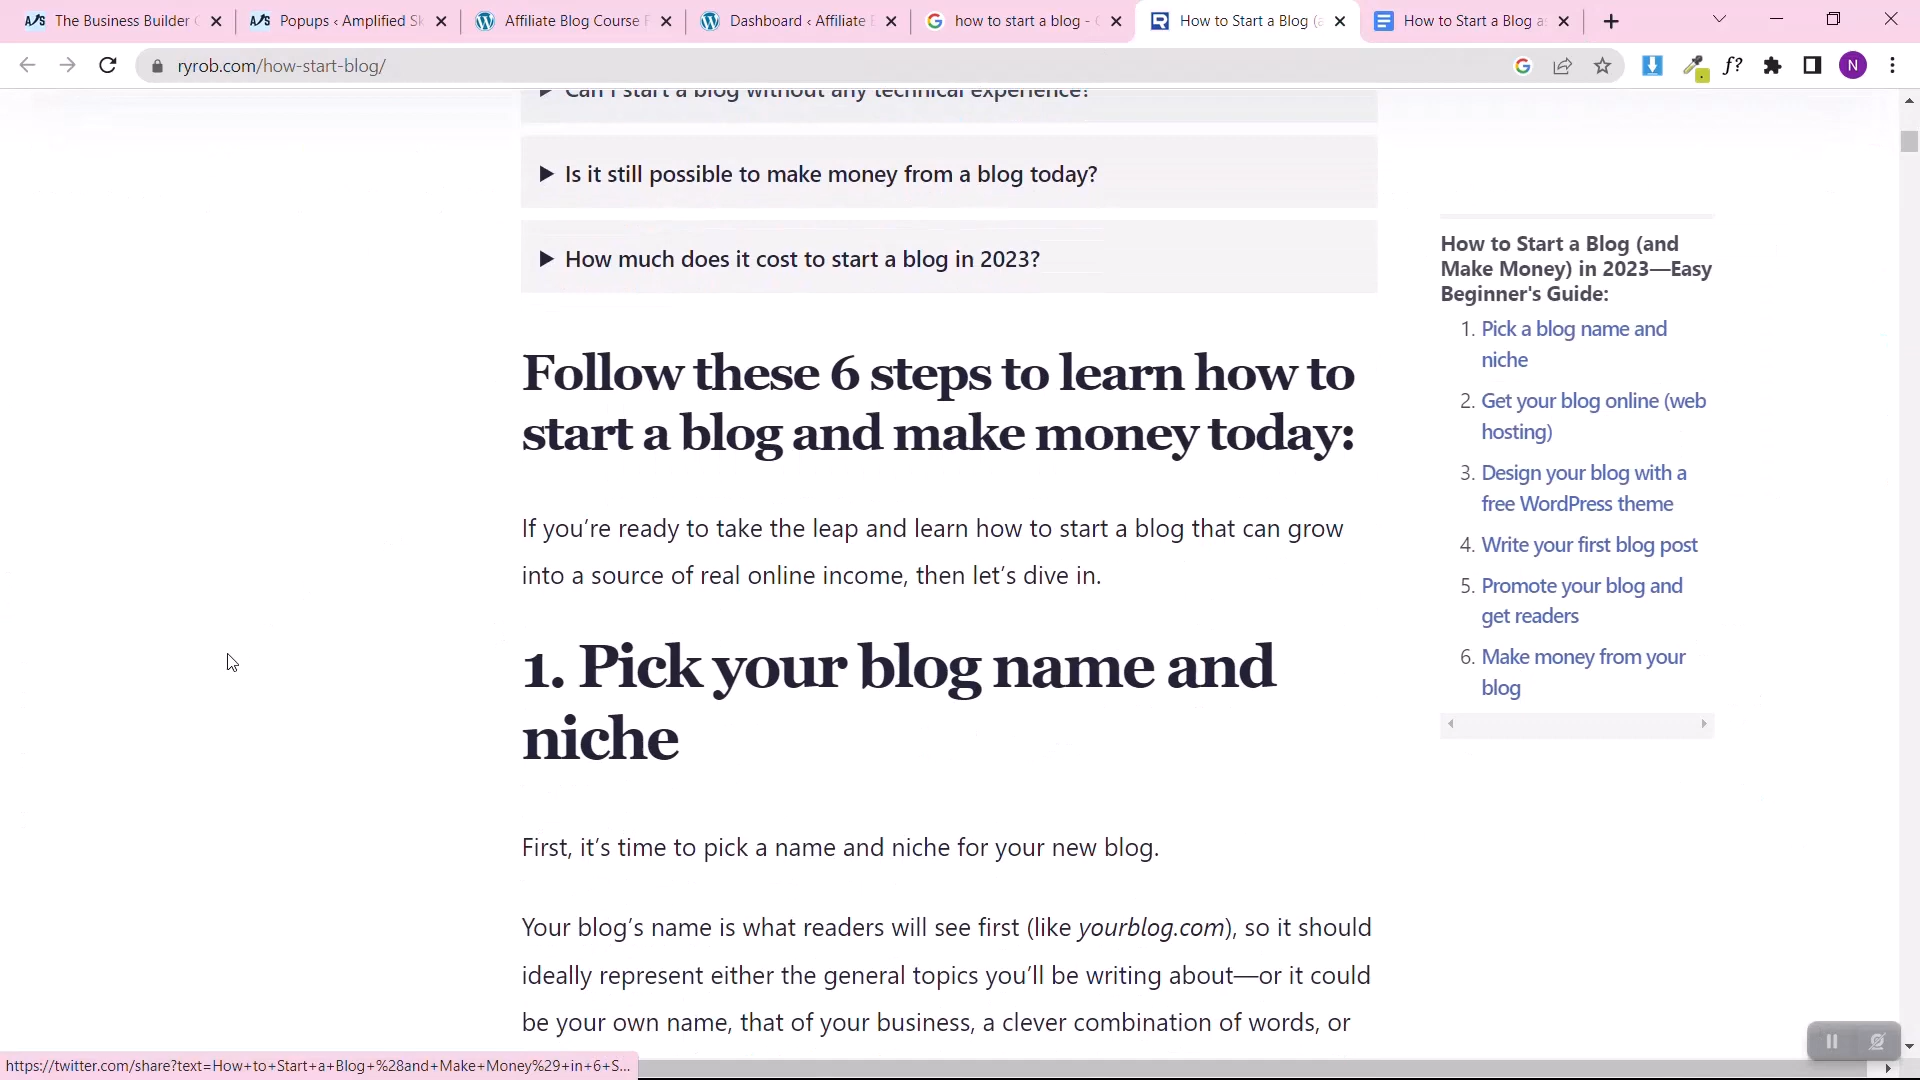 The Business Builder
Popups ‹ Amplified Sk
Affiliate Blog Course F
Dashboard ‹ Affiliate
how to start a blog -
How to Start a Blog (a
How to Start a Blog a
ryrob.com/how-start-blog/
f?
N
Can I start a blog without any technical experience?
Is it still possible to make money from a blog today?
How much does it cost to start a blog in 2023?
Follow these 6 steps to learn how to
start a blog and make money today:
If you’re ready to take the leap and learn how to start a blog that can grow
into a source of real online income, then let’s dive in.
1. Pick your blog name and
niche
First, it’s time to pick a name and niche for your new blog.
Your blog’s name is what readers will see first (like yourblog.com), so it should
ideally represent either the general topics you’ll be writing about—or it could
be your own name, that of your business, a clever combination of words, or
How to Start a Blog (and
Make Money) in 2023—Easy
Beginner's Guide:
1. Pick a blog name and
niche
2. Get your blog online (web
hosting)
3. Design your blog with a
free WordPress theme
4. Write your first blog post
5. Promote your blog and
get readers
6. Make money from your
blog
https://twitter.com/share?text=How+to+Start+a+Blog+%28and+Make+Money%29+in+6+S...